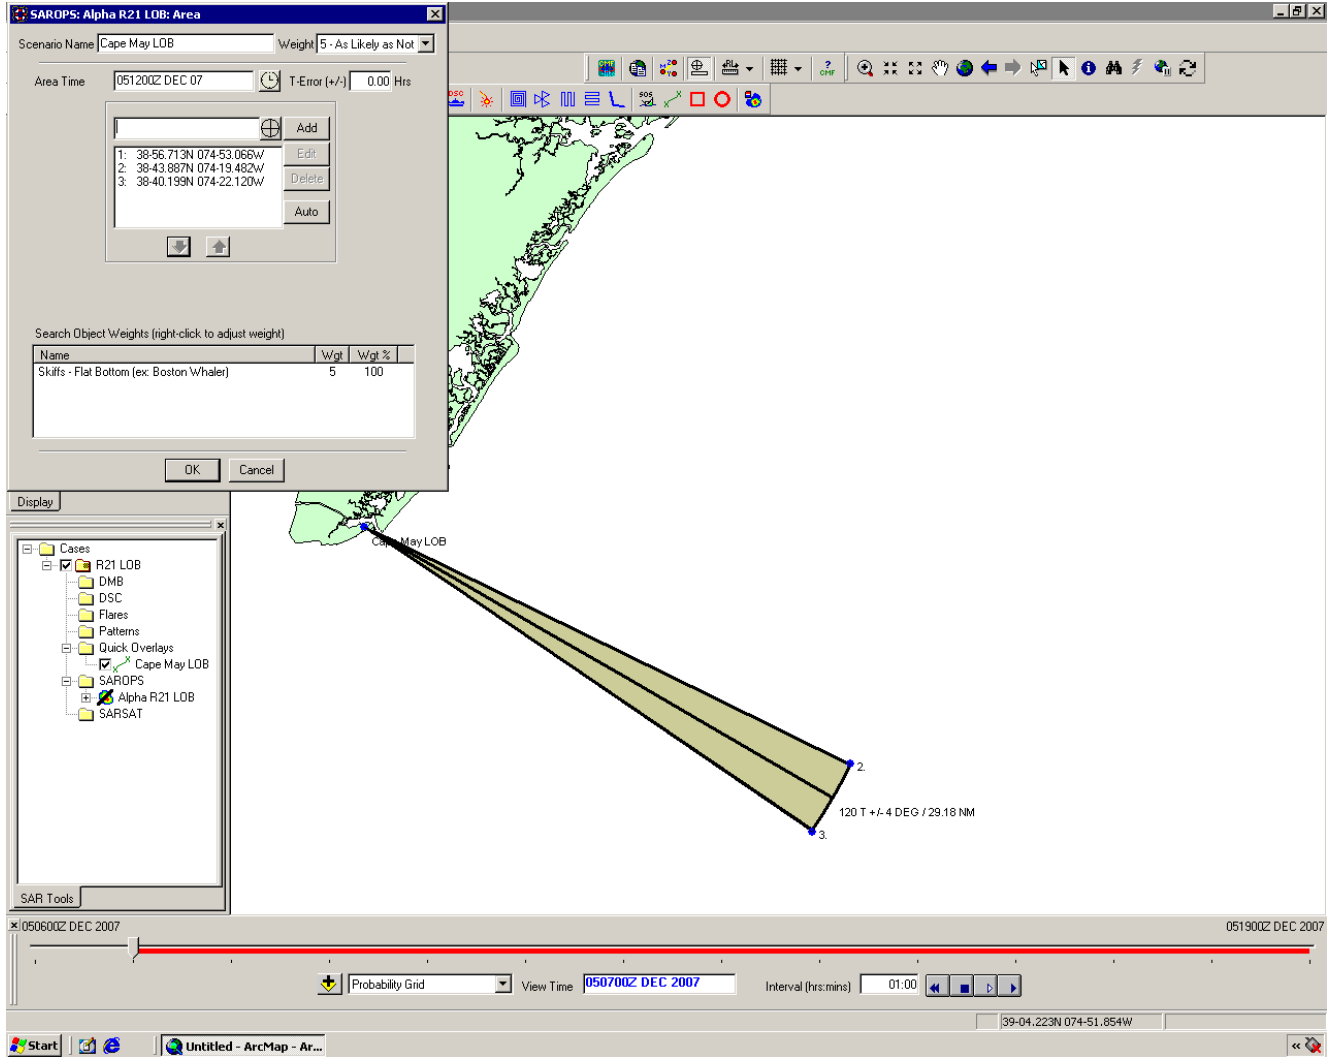 SAROPS: Alpha R21 LOB: Area
Scenario Name Cape May LOB Weight 5 - As Likely as Not
Area Time 051200Z DEC 07 T-Error (+/-) 0.00 Hrs
Add
1: 38-56.713N 074-53.066W
2: 38-43.887N 074-19.482W
3: 38-40.199N 074-22.120W
Edit
Delete
Auto
Search Object Weights (right-click to adjust weight)
Name Wgt Wgt %
Skiffs - Flat Bottom (ex: Boston Whaler) 5 100
OK Cancel
Display
Cases
R21 LOB
DMB
DSC
Flares
Patterns
Quick Overlays
Cape May LOB
SAROPS
Alpha R21 LOB
SARSAT
SAR Tools
DSC
SOS
?
CMF
Cape May LOB
2.
120 T +/- 4 DEG / 29.18 NM
3.
050600Z DEC 2007 051900Z DEC 2007
Probability Grid View Time 050700Z DEC 2007 Interval (hrs:mins) 01:00
39-04.223N 074-51.854W
Start Untitled - ArcMap - Ar...